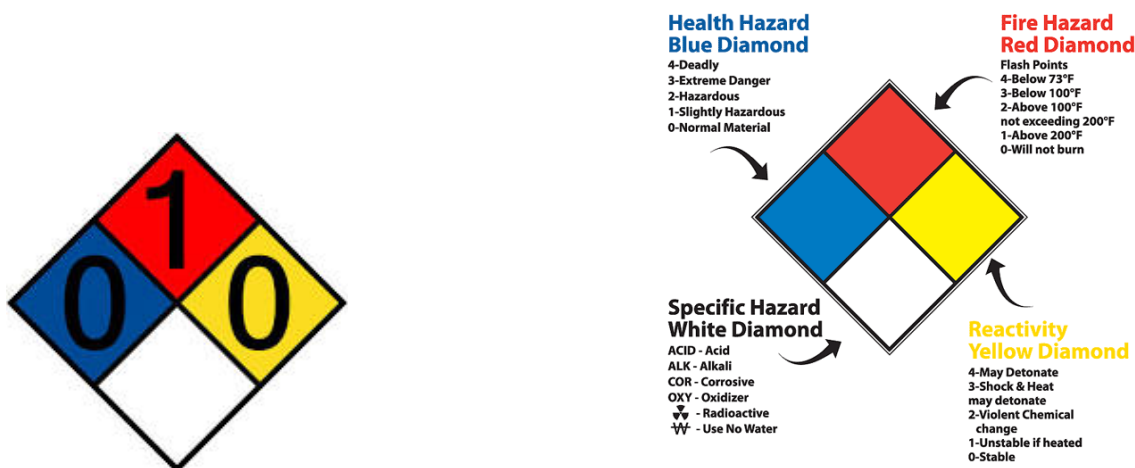 1
0
0
Health Hazard
Blue Diamond
4-Deadly
3-Extreme Danger
2-Hazardous
1-Slightly Hazardous
0-Normal Material
Fire Hazard
Red Diamond
Flash Points
4-Below 73°F
3-Below 100°F
2-Above 100°F
not exceeding 200°F
1-Above 200°F
0-Will not burn
Specific Hazard
White Diamond
ACID - Acid
ALK - Alkali
COR - Corrosive
OXY - Oxidizer
- Radioactive
W - Use No Water
Reactivity
Yellow Diamond
4-May Detonate
3-Shock & Heat
may detonate
2-Violent Chemical
change
1-Unstable if heated
0-Stable